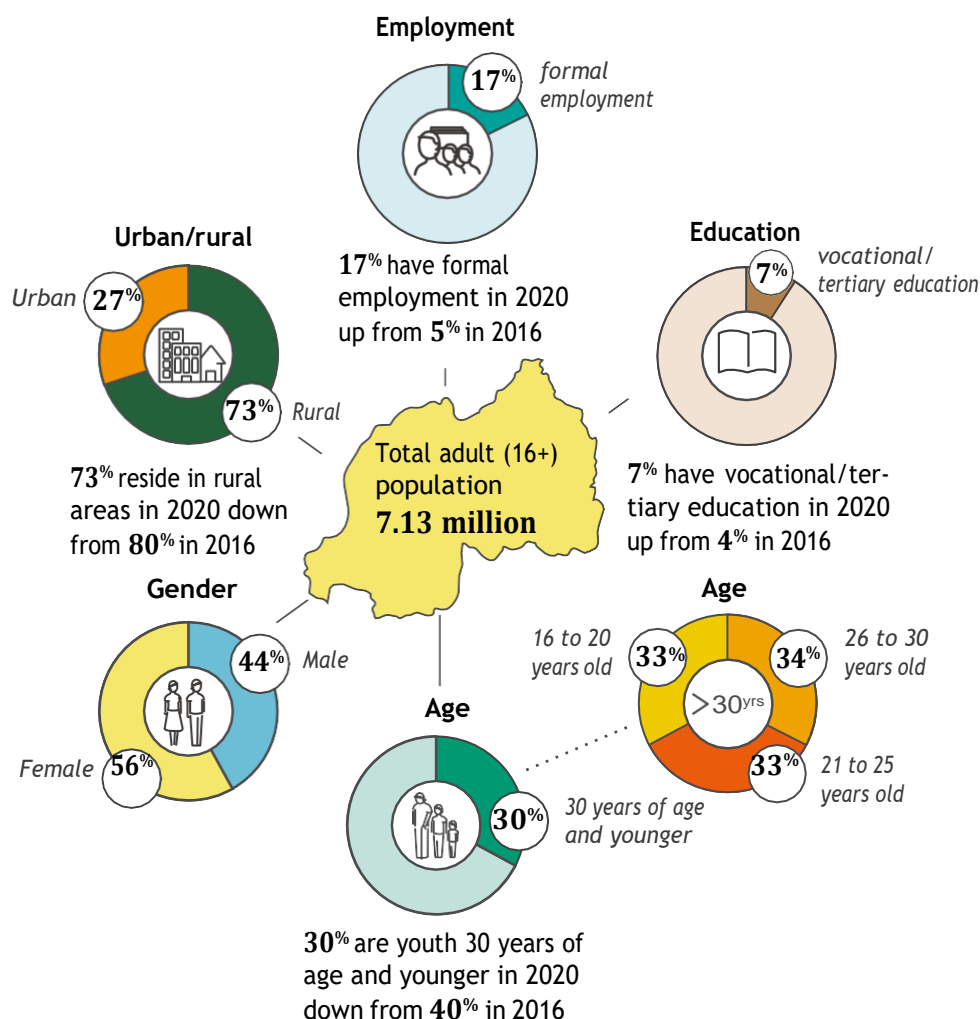 Employment
17%
formal
employment
17% have formal
employment in 2020
up from 5% in 2016
Urban/rural
Urban
27%
73%
Rural
73% reside in rural
areas in 2020 down
from 80% in 2016
Education
7%
vocational/
tertiary education
7% have vocational/ter-
tiary education in 2020
up from 4% in 2016
Total adult (16+)
population
7.13 million
Gender
44%
Male
Female
56%
Age
30%
30 years of age
and younger
30% are youth 30 years of
age and younger in 2020
down from 40% in 2016
Age
16 to 20
years old
33%
34%
26 to 30
years old
>30yrs
33%
21 to 25
years old